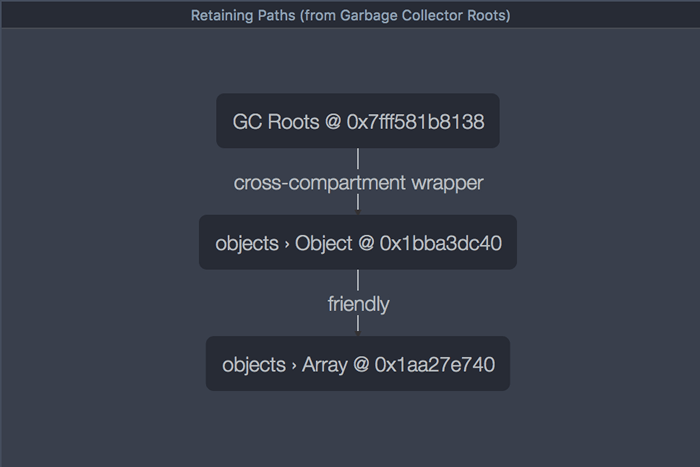 Retaining Paths (from Garbage Collector Roots)
GC Roots @ 0x7fff581b8138
cross-compartment wrapper
objects › Object @ 0x1bba3dc40
friendly
objects › Array @ 0x1aa27e740